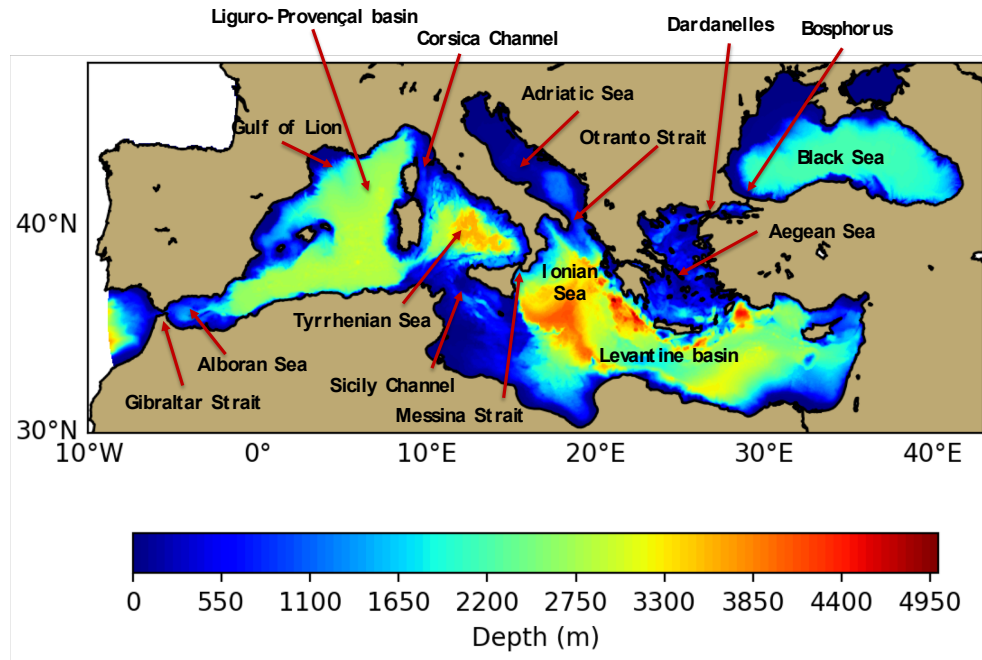 Liguro-Provençal basin
Corsica Channel
Dardanelles
Bosphorus
Adriatic Sea
Gulf of Lion
Otranto Strait
Black Sea
40°N
Aegean Sea
Ionian
Sea
Tyrrhenian Sea
Levantine basin
Alboran Sea
Sicily Channel
Gibraltar Strait
Messina Strait
30°N
10°W 0° 10°E 20°E 30°E 40°E
0 550 1100 1650 2200 2750 3300 3850 4400 4950
Depth (m)